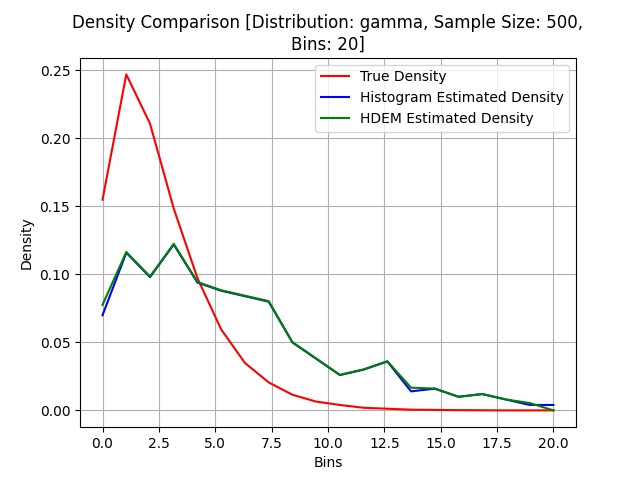 Density Comparison [Distribution: gamma, Sample Size: 500,
Bins: 20]
True Density
Histogram Estimated Density
HDEM Estimated Density
Density
0.25
0.20
0.15
0.10
0.05
0.00
0.0 2.5 5.0 7.5 10.0 12.5 15.0 17.5 20.0
Bins